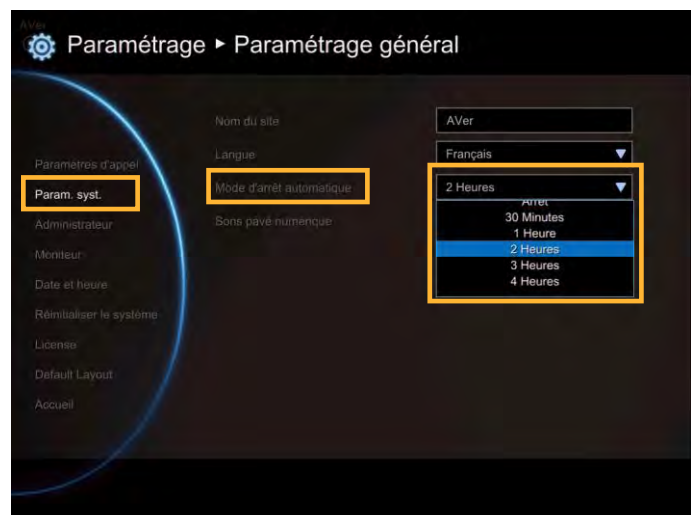 AVer
Paramétrage ► Paramétrage général
Nom du site
AVer
Paramètres d'appel
Langue
Français
Param. syst.
Mode d'arrêt automatique
2 Heures
Arrêt
30 Minutes
1 Heure
2 Heures
3 Heures
4 Heures
Administrateur
Sons pavé numérique
Moniteur
Date et heure
Réinitialiser le système
License
Default Layout
Accueil